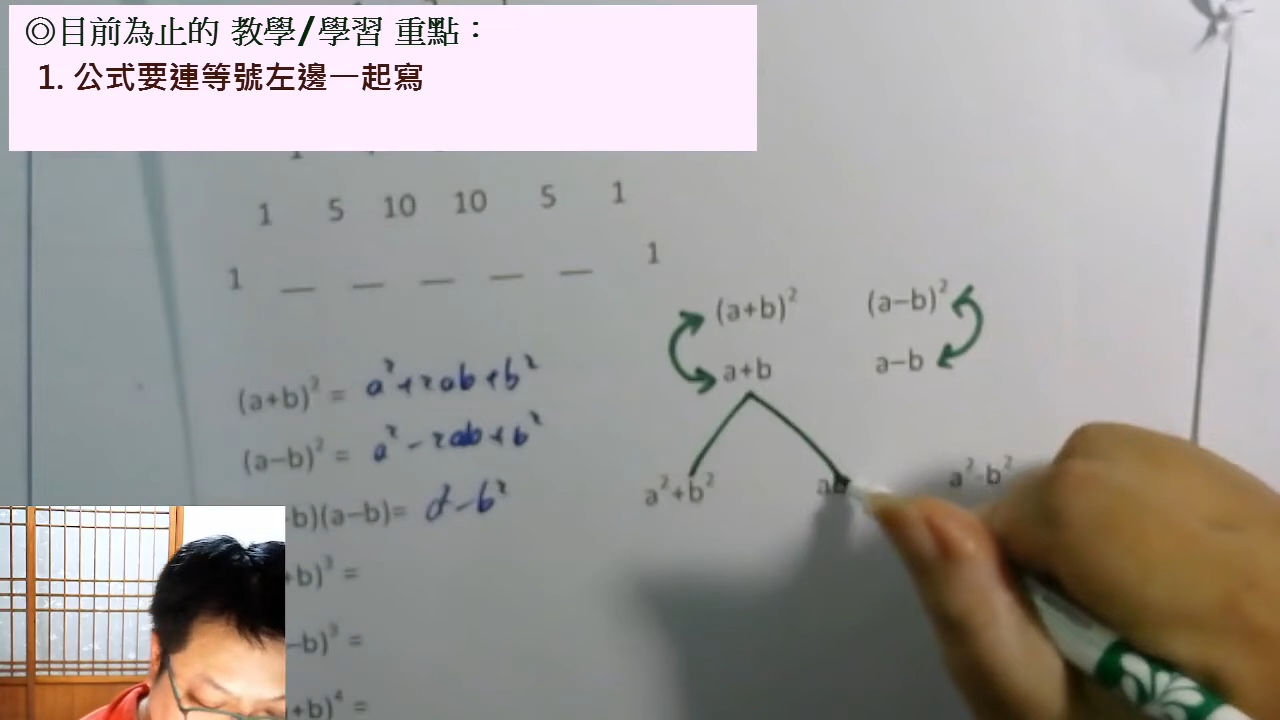 ◎目前為止的 教學/學習 重點：
1. 公式要連等號左邊一起寫
1 5 10 10 5 1
1 _ _ _ _ _ 1
(a+b)² = a²+2ab+b²
(a−b)² = a²−2ab+b²
b)(a−b)= a²−b²
+b)³ =
−b)³ =
+b)⁴ =
(a+b)² (a−b)²
a+b a−b
a²+b² ab a²-b²